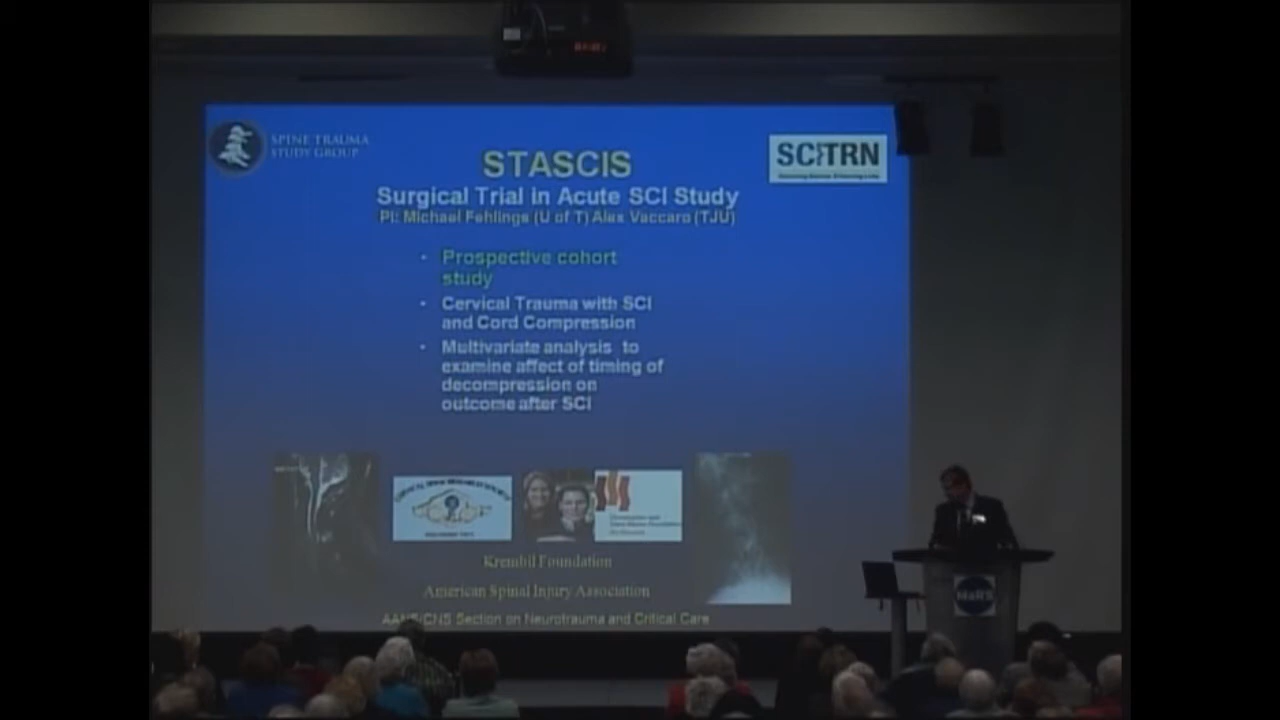 SPINE TRAUMA
STUDY GROUP
SCITRN
STASCIS
Surgical Trial in Acute SCI Study
PI: Michael Fehlings (U of T) Alex Vaccaro (TJU)
• Prospective cohort
study
• Cervical Trauma with SCI
and Cord Compression
• Multivariate analysis to
examine affect of timing of
decompression on
outcome after SCI
Krembil Foundation
American Spinal Injury Association
AANS/CNS Section on Neurotrauma and Critical Care
MaRS